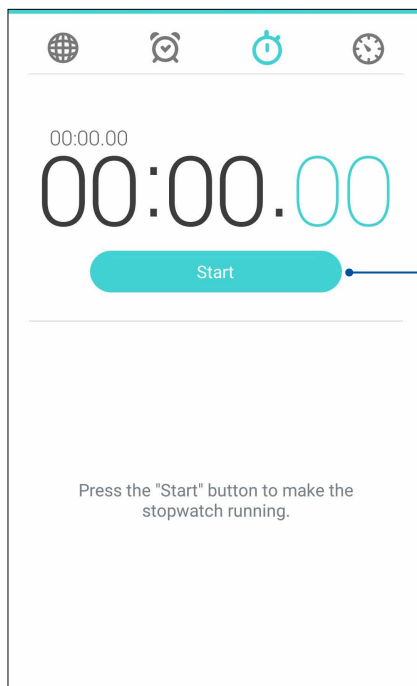 00:00.00
00:00.00
Start
Press the "Start" button to make the
stopwatch running.